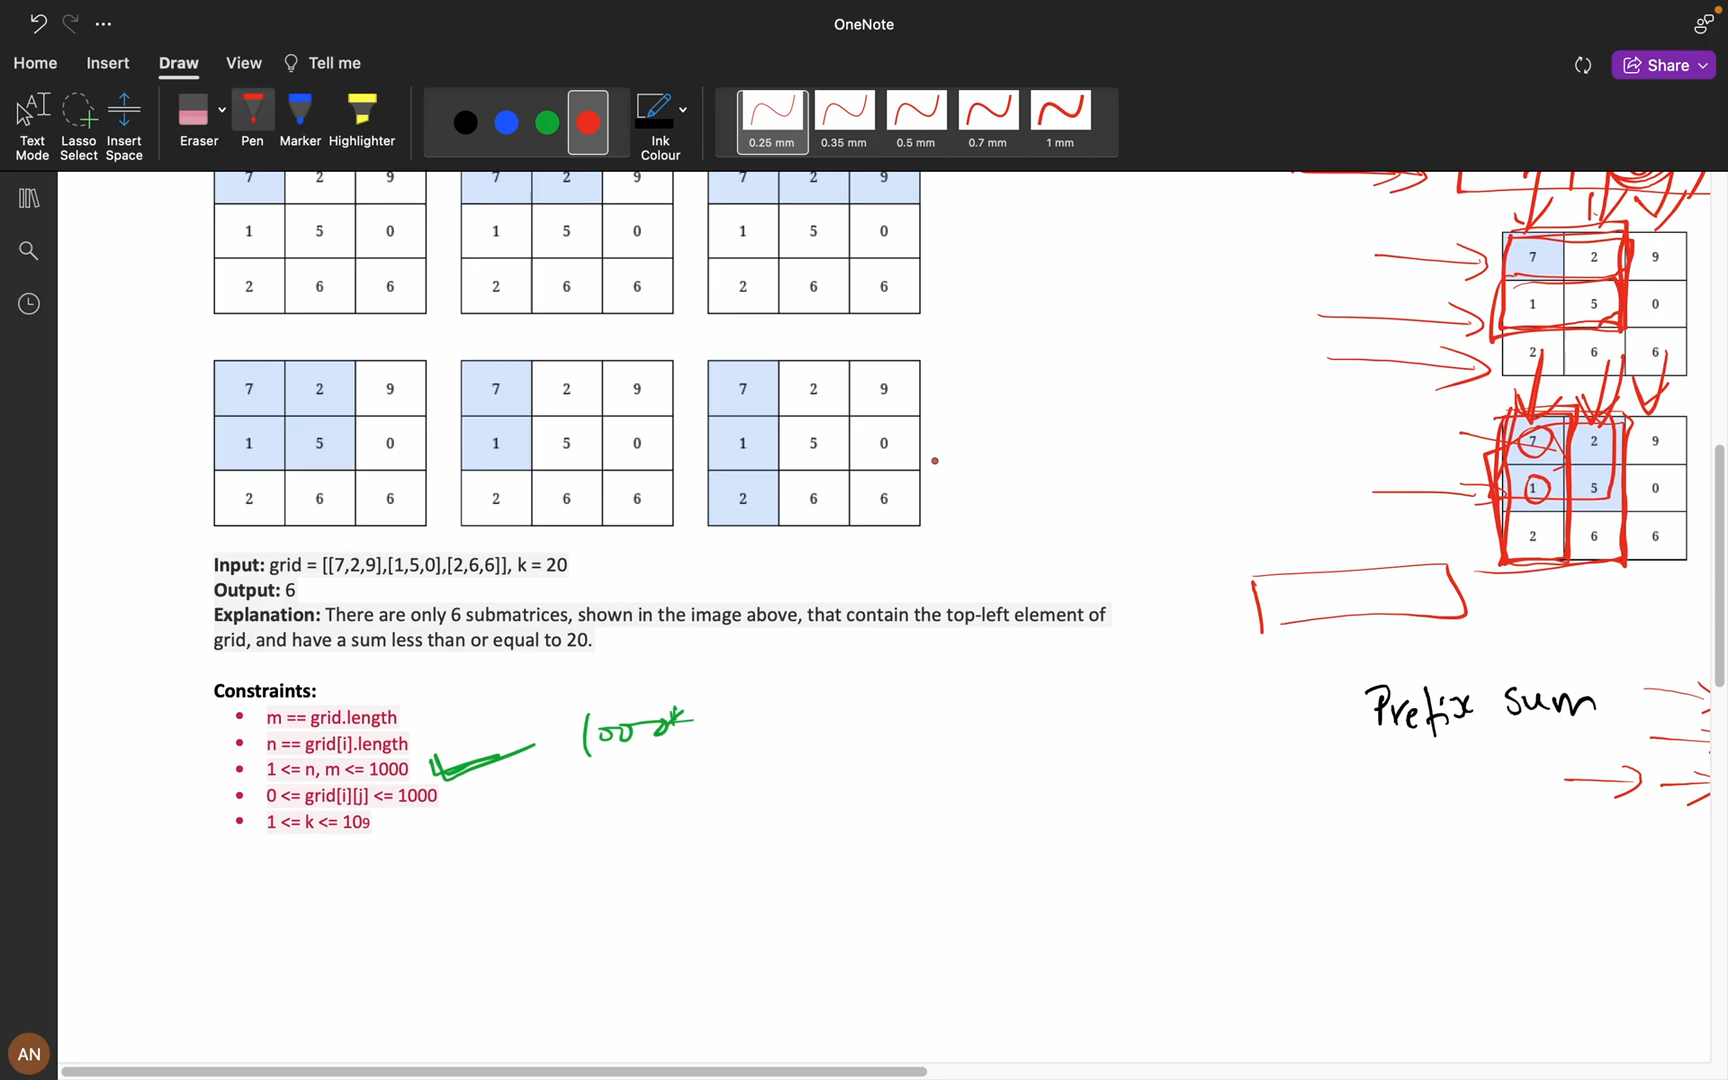 OneNote
Home Insert Draw View Tell me
Share
Text Mode
Lasso Select
Insert Space
Eraser
Pen
Marker
Highlighter
Ink Colour
0.25 mm
0.35 mm
0.5 mm
0.7 mm
1 mm
7 2 9
1 5 0
2 6 6
7 2 9
1 5 0
2 6 6
7 2 9
1 5 0
2 6 6
7 2 9
1 5 0
2 6 6
7 2 9
1 5 0
2 6 6
7 2 9
1 5 0
2 6 6
Input: grid = [[7,2,9],[1,5,0],[2,6,6]], k = 20
Output: 6
Explanation: There are only 6 submatrices, shown in the image above, that contain the top-left element of
grid, and have a sum less than or equal to 20.
Constraints:
• m == grid.length
• n == grid[i].length
• 1 <= n, m <= 1000
• 0 <= grid[i][j] <= 1000
• 1 <= k <= 109
7 2 9
1 5 0
2 6 6
7 2 9
1 5 0
2 6 6
Prefix sum
AN